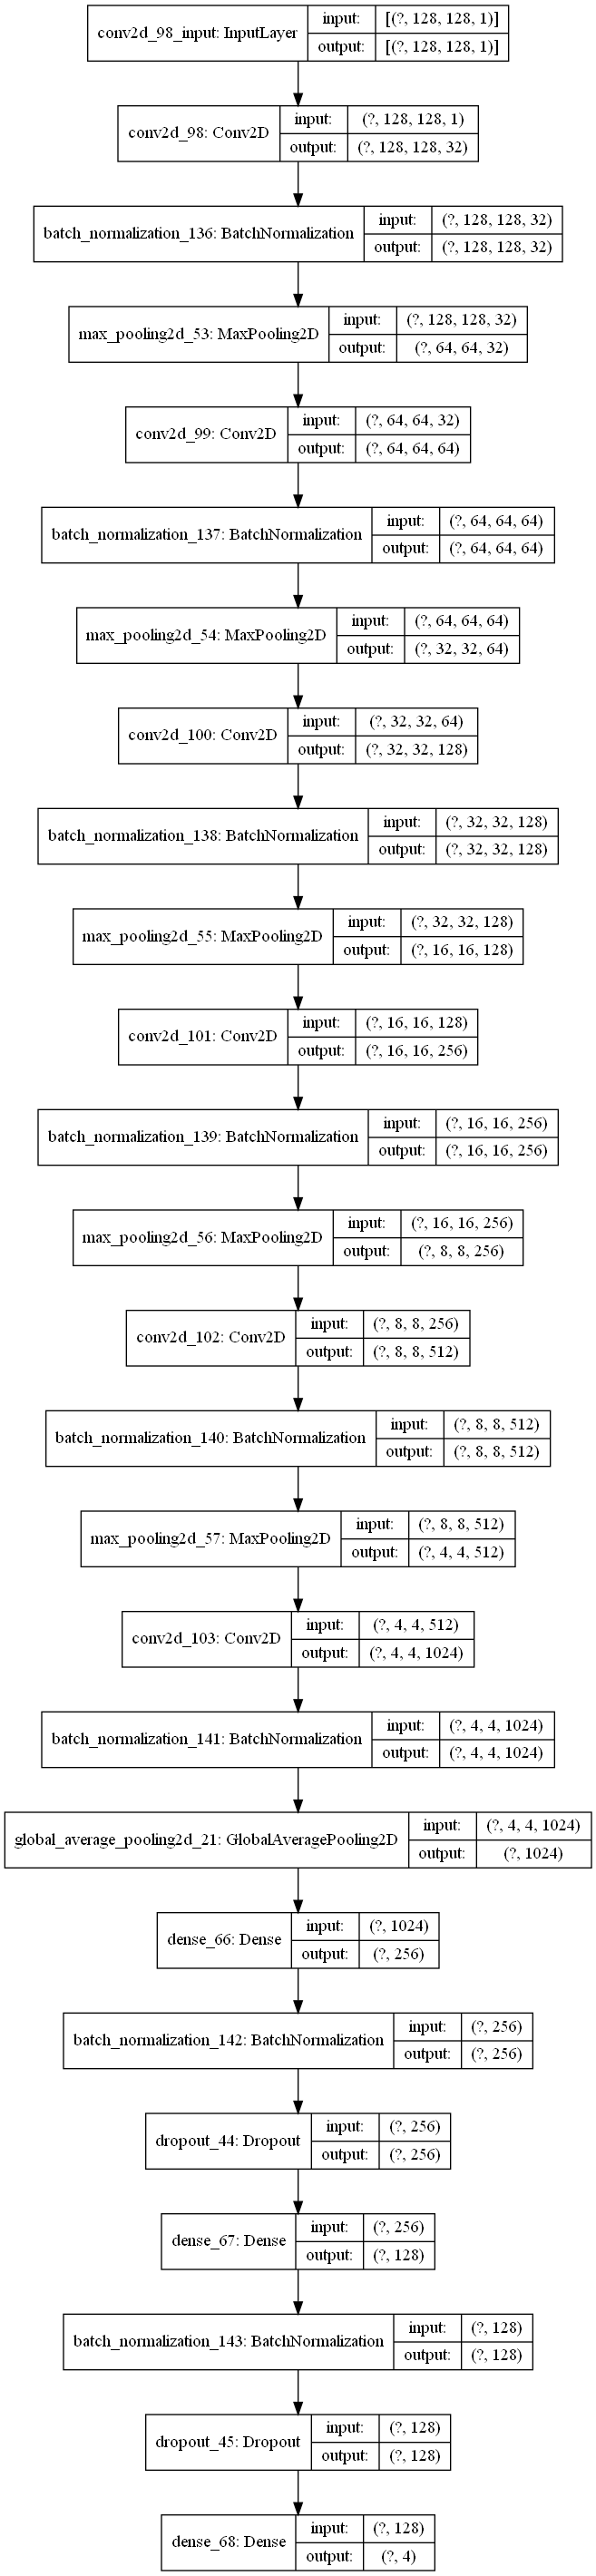 conv2d_98_input: InputLayer
input: [(?, 128, 128, 1)]
output: [(?, 128, 128, 1)]
conv2d_98: Conv2D
input: (?, 128, 128, 1)
output: (?, 128, 128, 32)
batch_normalization_136: BatchNormalization
input: (?, 128, 128, 32)
output: (?, 128, 128, 32)
max_pooling2d_53: MaxPooling2D
input: (?, 128, 128, 32)
output: (?, 64, 64, 32)
conv2d_99: Conv2D
input: (?, 64, 64, 32)
output: (?, 64, 64, 64)
batch_normalization_137: BatchNormalization
input: (?, 64, 64, 64)
output: (?, 64, 64, 64)
max_pooling2d_54: MaxPooling2D
input: (?, 64, 64, 64)
output: (?, 32, 32, 64)
conv2d_100: Conv2D
input: (?, 32, 32, 64)
output: (?, 32, 32, 128)
batch_normalization_138: BatchNormalization
input: (?, 32, 32, 128)
output: (?, 32, 32, 128)
max_pooling2d_55: MaxPooling2D
input: (?, 32, 32, 128)
output: (?, 16, 16, 128)
conv2d_101: Conv2D
input: (?, 16, 16, 128)
output: (?, 16, 16, 256)
batch_normalization_139: BatchNormalization
input: (?, 16, 16, 256)
output: (?, 16, 16, 256)
max_pooling2d_56: MaxPooling2D
input: (?, 16, 16, 256)
output: (?, 8, 8, 256)
conv2d_102: Conv2D
input: (?, 8, 8, 256)
output: (?, 8, 8, 512)
batch_normalization_140: BatchNormalization
input: (?, 8, 8, 512)
output: (?, 8, 8, 512)
max_pooling2d_57: MaxPooling2D
input: (?, 8, 8, 512)
output: (?, 4, 4, 512)
conv2d_103: Conv2D
input: (?, 4, 4, 512)
output: (?, 4, 4, 1024)
batch_normalization_141: BatchNormalization
input: (?, 4, 4, 1024)
output: (?, 4, 4, 1024)
global_average_pooling2d_21: GlobalAveragePooling2D
input: (?, 4, 4, 1024)
output: (?, 1024)
dense_66: Dense
input: (?, 1024)
output: (?, 256)
batch_normalization_142: BatchNormalization
input: (?, 256)
output: (?, 256)
dropout_44: Dropout
input: (?, 256)
output: (?, 256)
dense_67: Dense
input: (?, 256)
output: (?, 128)
batch_normalization_143: BatchNormalization
input: (?, 128)
output: (?, 128)
dropout_45: Dropout
input: (?, 128)
output: (?, 128)
dense_68: Dense
input: (?, 128)
output: (?, 4)